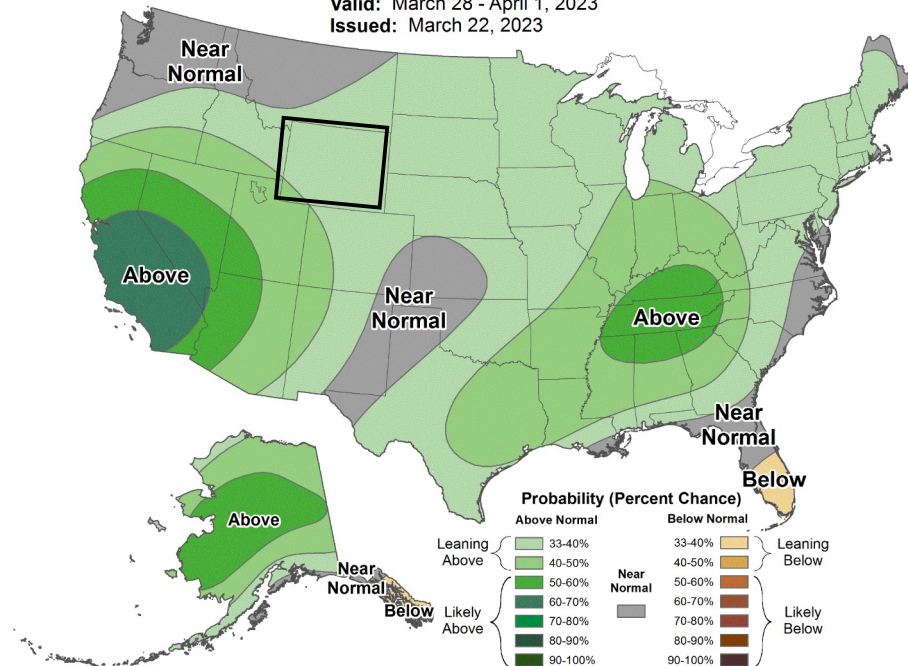 Valid: March 28 - April 1, 2023
Issued: March 22, 2023
Near
Normal
Above
Near
Normal
Above
Near
Normal
Below
Above
Near
Normal
Below
Probability (Percent Chance)
Above Normal
Below Normal
Leaning
Above
33-40%
40-50%
Likely
Above
50-60%
60-70%
70-80%
80-90%
90-100%
Near
Normal
33-40%
40-50%
Leaning
Below
50-60%
60-70%
70-80%
80-90%
90-100%
Likely
Below